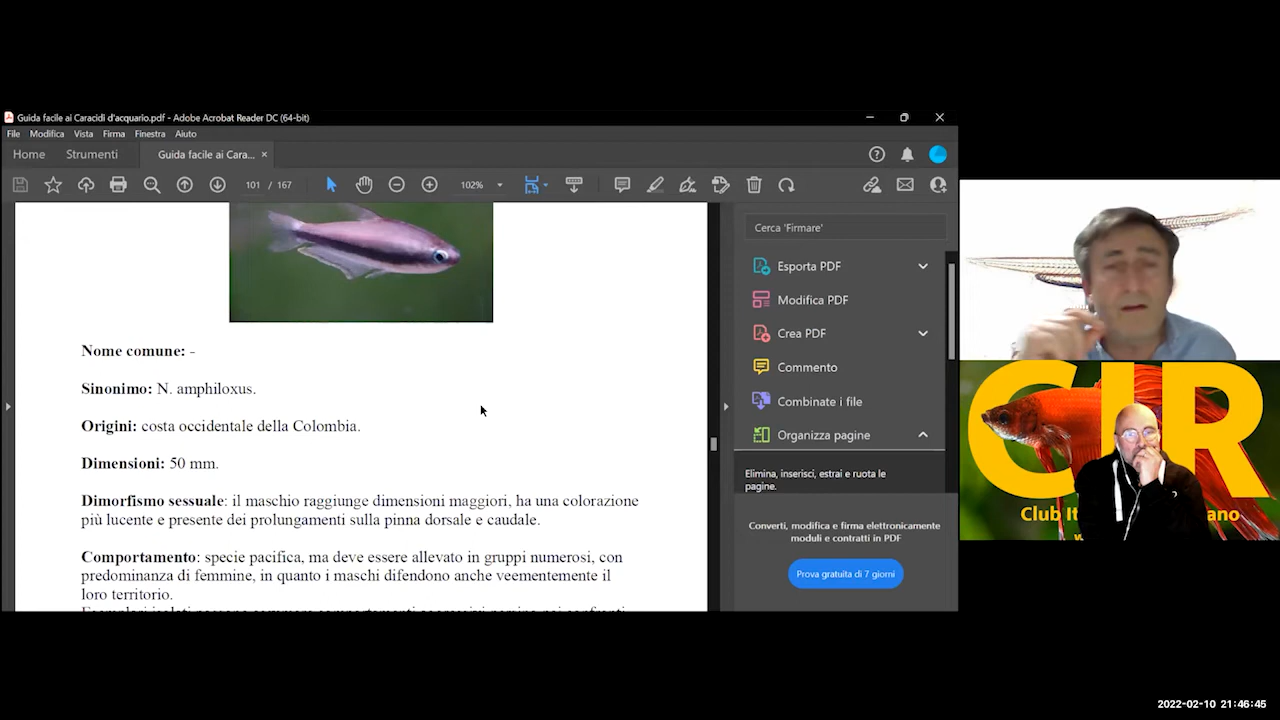 Guida facile ai Caracidi d'acquario.pdf - Adobe Acrobat Reader DC (64-bit)
File Modifica Vista Firma Finestra Aiuto
Home Strumenti Guida facile ai Cara... ×
101 / 167 102%
Nome comune: -
Sinonimo: N. amphiloxus.
Origini: costa occidentale della Colombia.
Dimensioni: 50 mm.
Dimorfismo sessuale: il maschio raggiunge dimensioni maggiori, ha una colorazione
più lucente e presente dei prolungamenti sulla pinna dorsale e caudale.
Comportamento: specie pacifica, ma deve essere allevato in gruppi numerosi, con
predominanza di femmine, in quanto i maschi difendono anche veementemente il
loro territorio.
Cerca 'Firmare'
Esporta PDF
Modifica PDF
Crea PDF
Commento
Combinate i file
Organizza pagine
Elimina, inserisci, estrai e ruota le
pagine.
Converti, modifica e firma elettronicamente
moduli e contratti in PDF
Prova gratuita di 7 giorni
CIR
Club It ano
2022-02-10 21:46:45